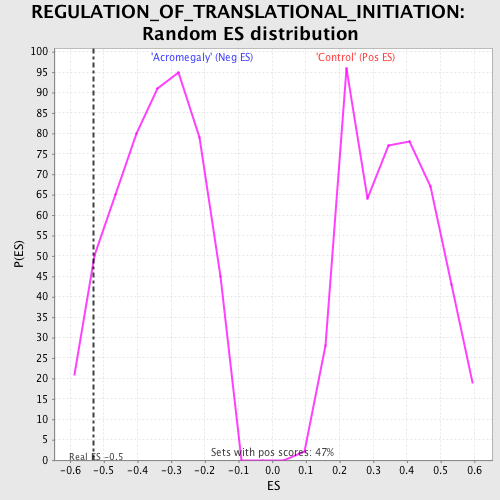 REGULATION_OF_TRANSLATIONAL_INITIATION:
Random ES distribution
'Acromegaly' (Neg ES)
'Control' (Pos ES)
P(ES)
100
95
90
85
80
75
70
65
60
55
50
45
40
35
30
25
20
15
10
5
0
Real ES -0.5
Sets with pos scores: 47%
-0.6 -0.5 -0.4 -0.3 -0.2 -0.1 0.0 0.1 0.2 0.3 0.4 0.5 0.6
ES